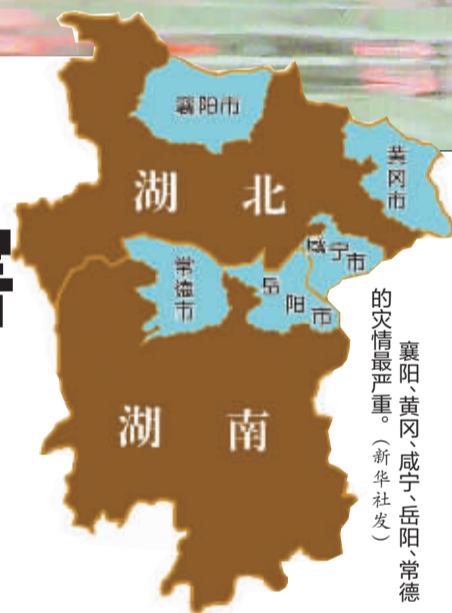 襄阳市
黄冈市
湖北
咸宁市
常德市
岳阳市
湖南
襄阳、黄冈、咸宁、岳阳、常德
的灾情最严重。（新华社发）